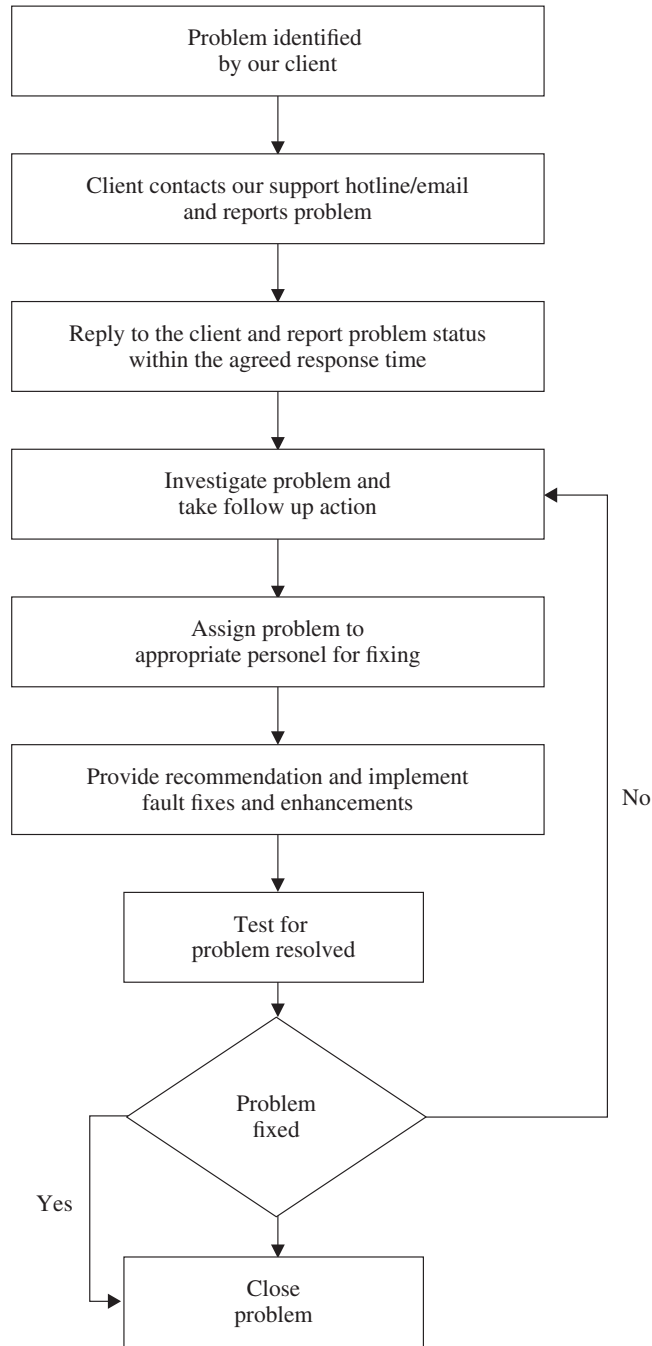 Problem identified
by our client
Client contacts our support hotline/email
and reports problem
Reply to the client and report problem status
within the agreed response time
Investigate problem and
take follow up action
Assign problem to
appropriate personel for fixing
Provide recommendation and implement
fault fixes and enhancements
No
Test for
problem resolved
Problem
fixed
Yes
Close
problem